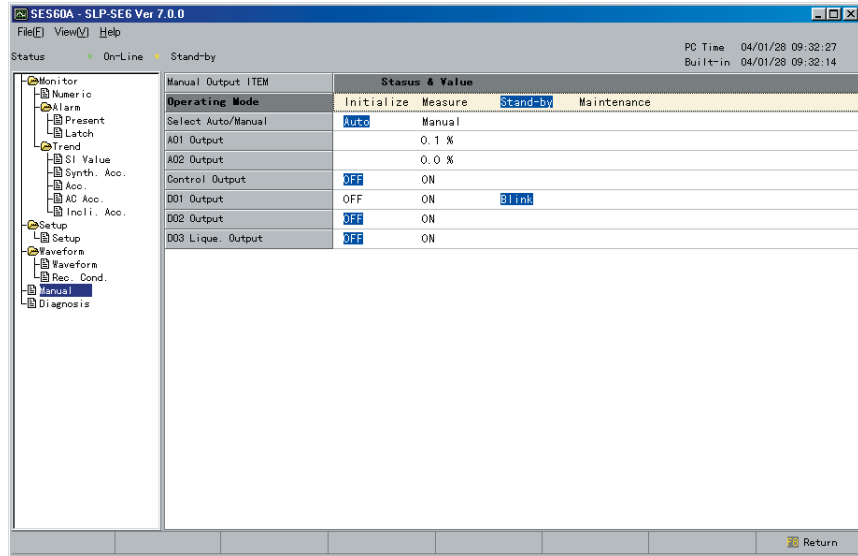 SES60A - SLP-SE6 Ver 7.0.0
File(F) View(V) Help
Status On-Line Stand-by
PC Time 04/01/28 09:32:27
Built-in 04/01/28 09:32:14
Monitor
Numeric
Alarm
Present
Latch
Trend
SI Value
Synth. Acc.
Acc.
AC Acc.
Incli. Acc.
Setup
Setup
Waveform
Waveform
Rec. Cond.
Manual
Diagnosis
Manual Output ITEM Stasus & Value
Operating Mode Initialize Measure Stand-by Maintenance
Select Auto/Manual Auto Manual
AO1 Output 0.1 %
AO2 Output 0.0 %
Control Output OFF ON
DO1 Output OFF ON Blink
DO2 Output OFF ON
DO3 Lique. Output OFF ON
F8 Return